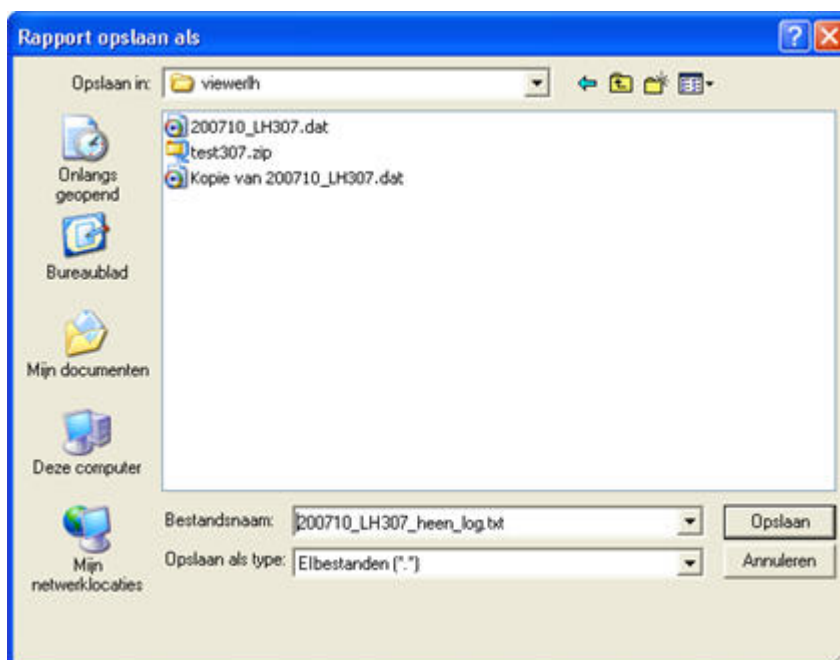 Rapport opslaan als
Opslaan in:
viewerlh
Onlangs
geopend
Bureaublad
Mijn documenten
Deze computer
Mijn
netwerklocaties
200710_LH307.dat
test307.zip
Kopie van 200710_LH307.dat
Bestandsnaam:
200710_LH307_heen_log.txt
Opslaan
Opslaan als type:
Elbestanden (".")
Annuleren